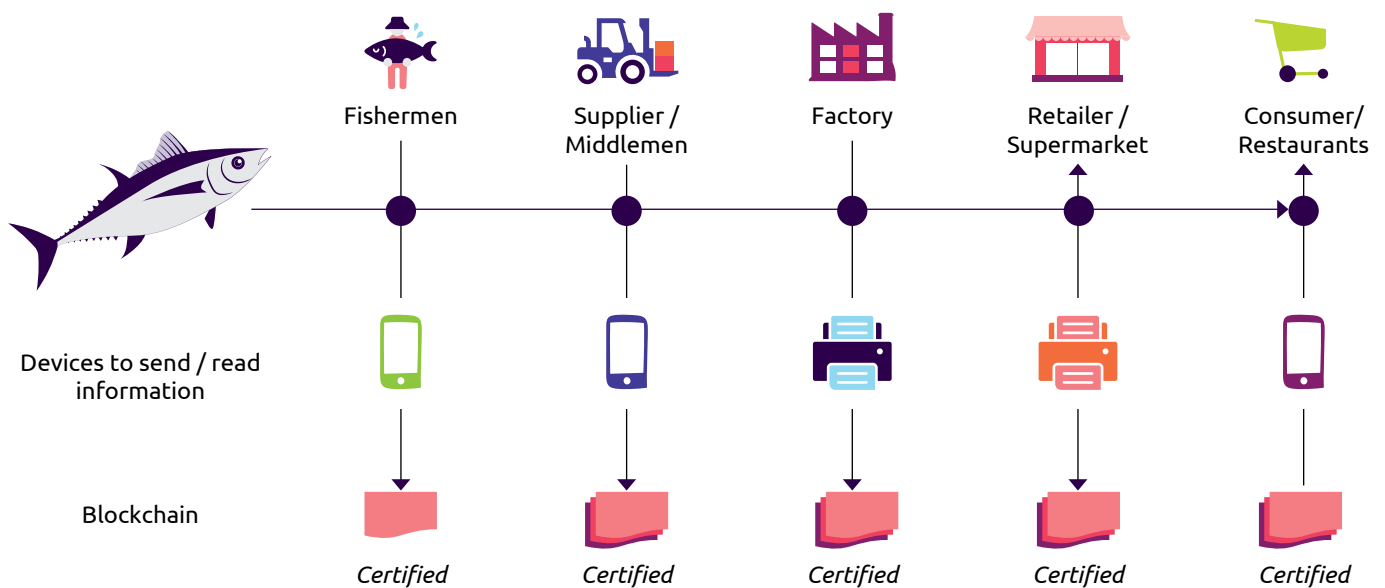 Fishermen
Supplier /
Middlemen
Factory
Retailer /
Supermarket
Consumer/
Restaurants
Devices to send / read
information
Blockchain
Certified
Certified
Certified
Certified
Certified